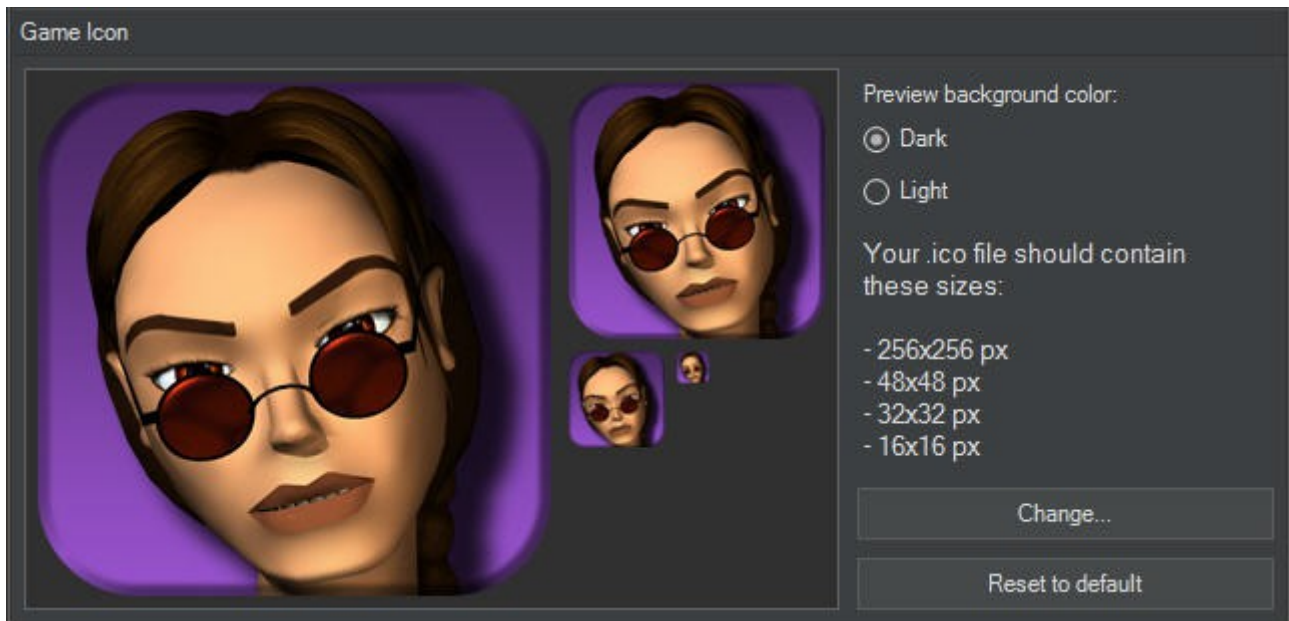 Game Icon
Preview background color:
Dark
Light
Your .ico file should contain
these sizes:
- 256x256 px
- 48x48 px
- 32x32 px
- 16x16 px
Change...
Reset to default